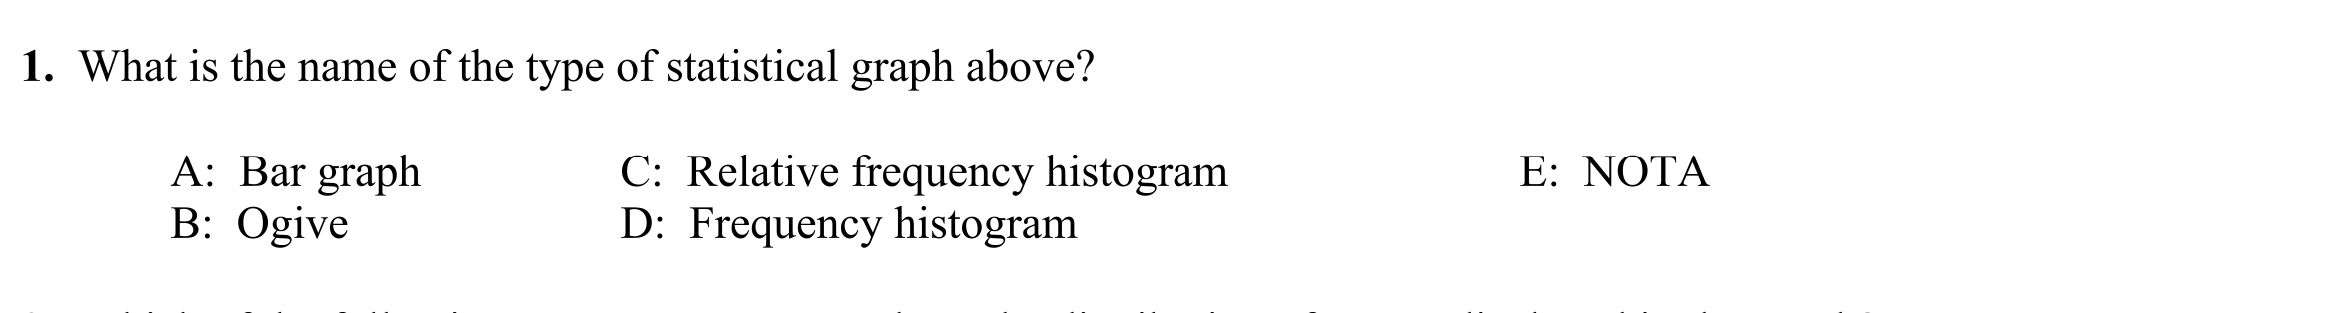 1. What is the name of the type of statistical graph above?
A: Bar graph C: Relative frequency histogram E: NOTA
B: Ogive D: Frequency histogram